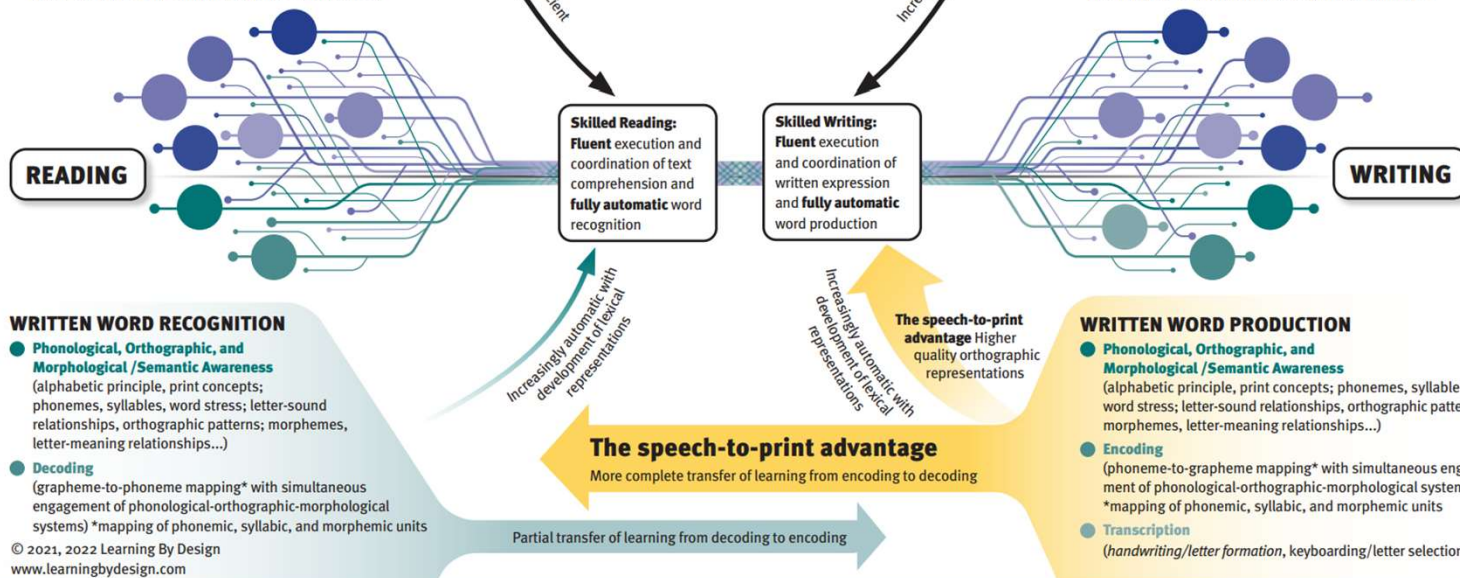 READING
Skilled Reading:
Fluent execution and
coordination of text
comprehension and
fully automatic word
recognition
Skilled Writing:
Fluent execution
and coordination of
written expression
and fully automatic
word production
WRITING
Increasingly automatic with
development of lexical
representations
Increasingly automatic with
development of lexical
representations
The speech-to-print
advantage Higher
quality orthographic
representations
WRITTEN WORD RECOGNITION
Phonological, Orthographic, and
Morphological /Semantic Awareness
(alphabetic principle, print concepts;
phonemes, syllables, word stress; letter-sound
relationships, orthographic patterns; morphemes,
letter-meaning relationships...)
Decoding
(grapheme-to-phoneme mapping* with simultaneous
engagement of phonological-orthographic-morphological
systems) *mapping of phonemic, syllabic, and morphemic units
© 2021, 2022 Learning By Design
www.learningbydesign.com
The speech-to-print advantage
More complete transfer of learning from encoding to decoding
Partial transfer of learning from decoding to encoding
WRITTEN WORD PRODUCTION
Phonological, Orthographic, and
Morphological /Semantic Awareness
(alphabetic principle, print concepts; phonemes, syllable
word stress; letter-sound relationships, orthographic patte
morphemes, letter-meaning relationships...)
Encoding
(phoneme-to-grapheme mapping* with simultaneous eng
ment of phonological-orthographic-morphological system
*mapping of phonemic, syllabic, and morphemic units
Transcription
(handwriting/letter formation, keyboarding/letter selection